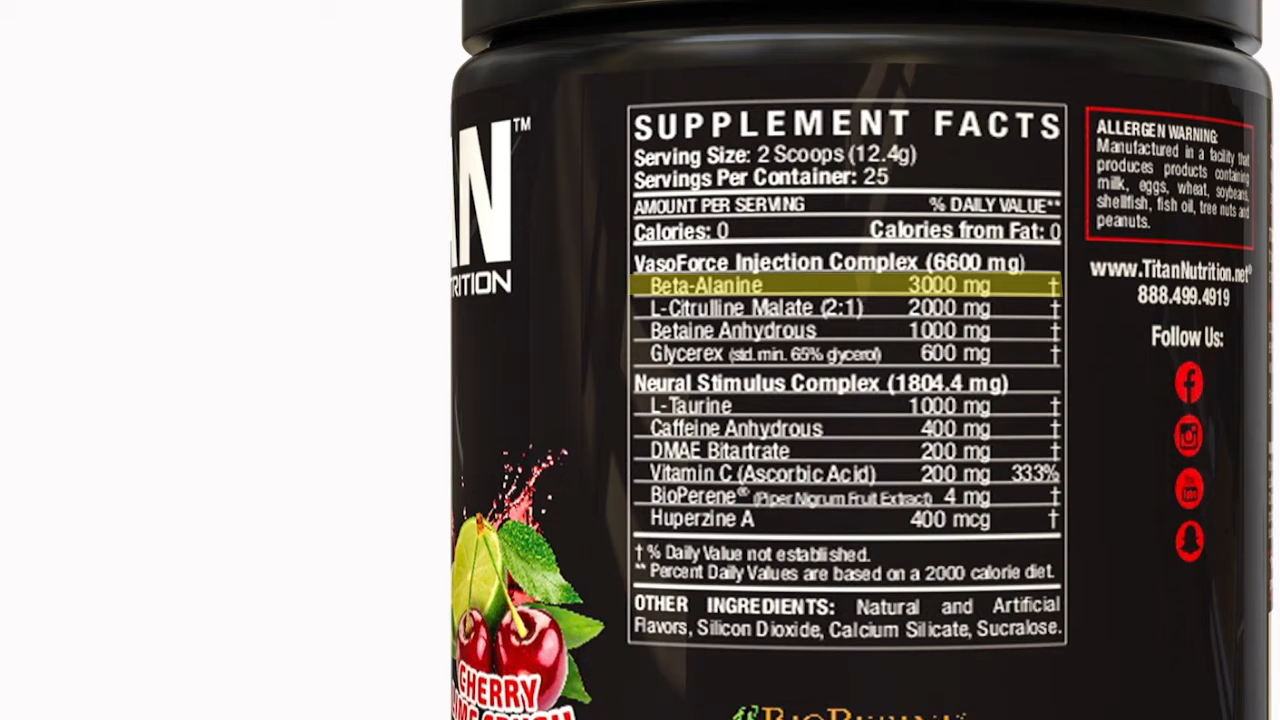 AN™
TRITION
SUPPLEMENT FACTS
Serving Size: 2 Scoops (12.4g)
Servings Per Container: 25
AMOUNT PER SERVING % DAILY VALUE**
Calories: 0 Calories from Fat: 0
VasoForce Injection Complex (6600 mg)
Beta-Alanine 3000 mg †
L-Citrulline Malate (2:1) 2000 mg †
Betaine Anhydrous 1000 mg †
Glycerex (std. min. 65% glycerol) 600 mg †
Neural Stimulus Complex (1804.4 mg)
L-Taurine 1000 mg †
Caffeine Anhydrous 400 mg †
DMAE Bitartrate 200 mg †
Vitamin C (Ascorbic Acid) 200 mg 333%
BioPerene® (Piper Nigrum Fruit Extract) 4 mg †
Huperzine A 400 mcg †
† % Daily Value not established.
** Percent Daily Values are based on a 2000 calorie diet.
OTHER INGREDIENTS: Natural and Artificial
Flavors, Silicon Dioxide, Calcium Silicate, Sucralose.
ALLERGEN WARNING:
Manufactured in a facility that
produces products containing
milk, eggs, wheat, soybeans,
shellfish, fish oil, tree nuts and
peanuts.
www.TitanNutrition.net®
888.499.4919
Follow Us:
CHERRY